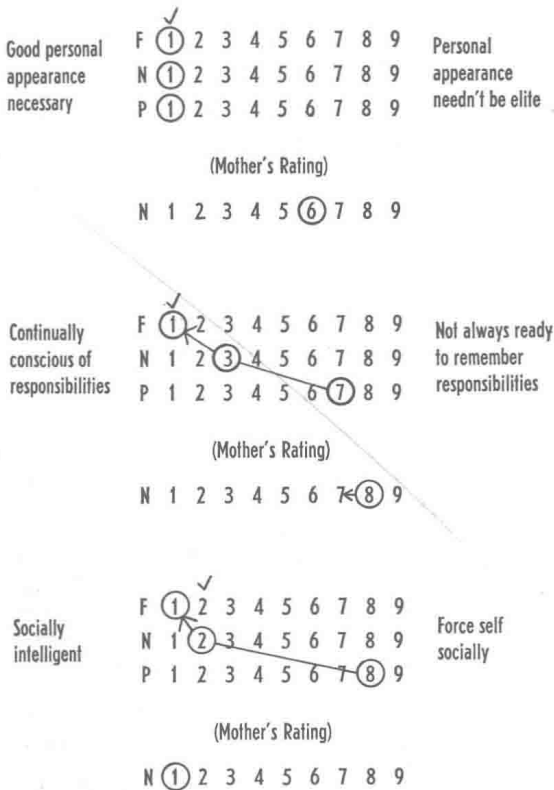 Good personal
appearance
necessary
F 1 2 3 4 5 6 7 8 9
N 1 2 3 4 5 6 7 8 9
P 1 2 3 4 5 6 7 8 9
Personal
appearance
needn't be elite
(Mother's Rating)
N 1 2 3 4 5 6 7 8 9
Continually
conscious of
responsibilities
F 1 2 3 4 5 6 7 8 9
N 1 2 3 4 5 6 7 8 9
P 1 2 3 4 5 6 7 8 9
Not always ready
to remember
responsibilities
(Mother's Rating)
N 1 2 3 4 5 6 7 8 9
Socially
intelligent
F 1 2 3 4 5 6 7 8 9
N 1 2 3 4 5 6 7 8 9
P 1 2 3 4 5 6 7 8 9
Force self
socially
(Mother's Rating)
N 1 2 3 4 5 6 7 8 9